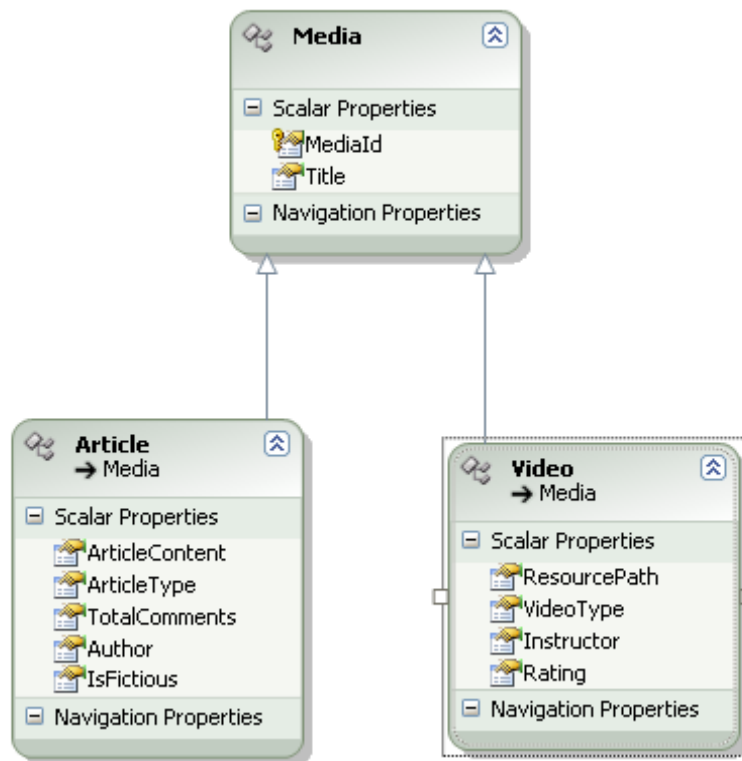 Media
Scalar Properties
MediaId
Title
Navigation Properties
Article
→ Media
Scalar Properties
ArticleContent
ArticleType
TotalComments
Author
IsFictious
Navigation Properties
Video
→ Media
Scalar Properties
ResourcePath
VideoType
Instructor
Rating
Navigation Properties